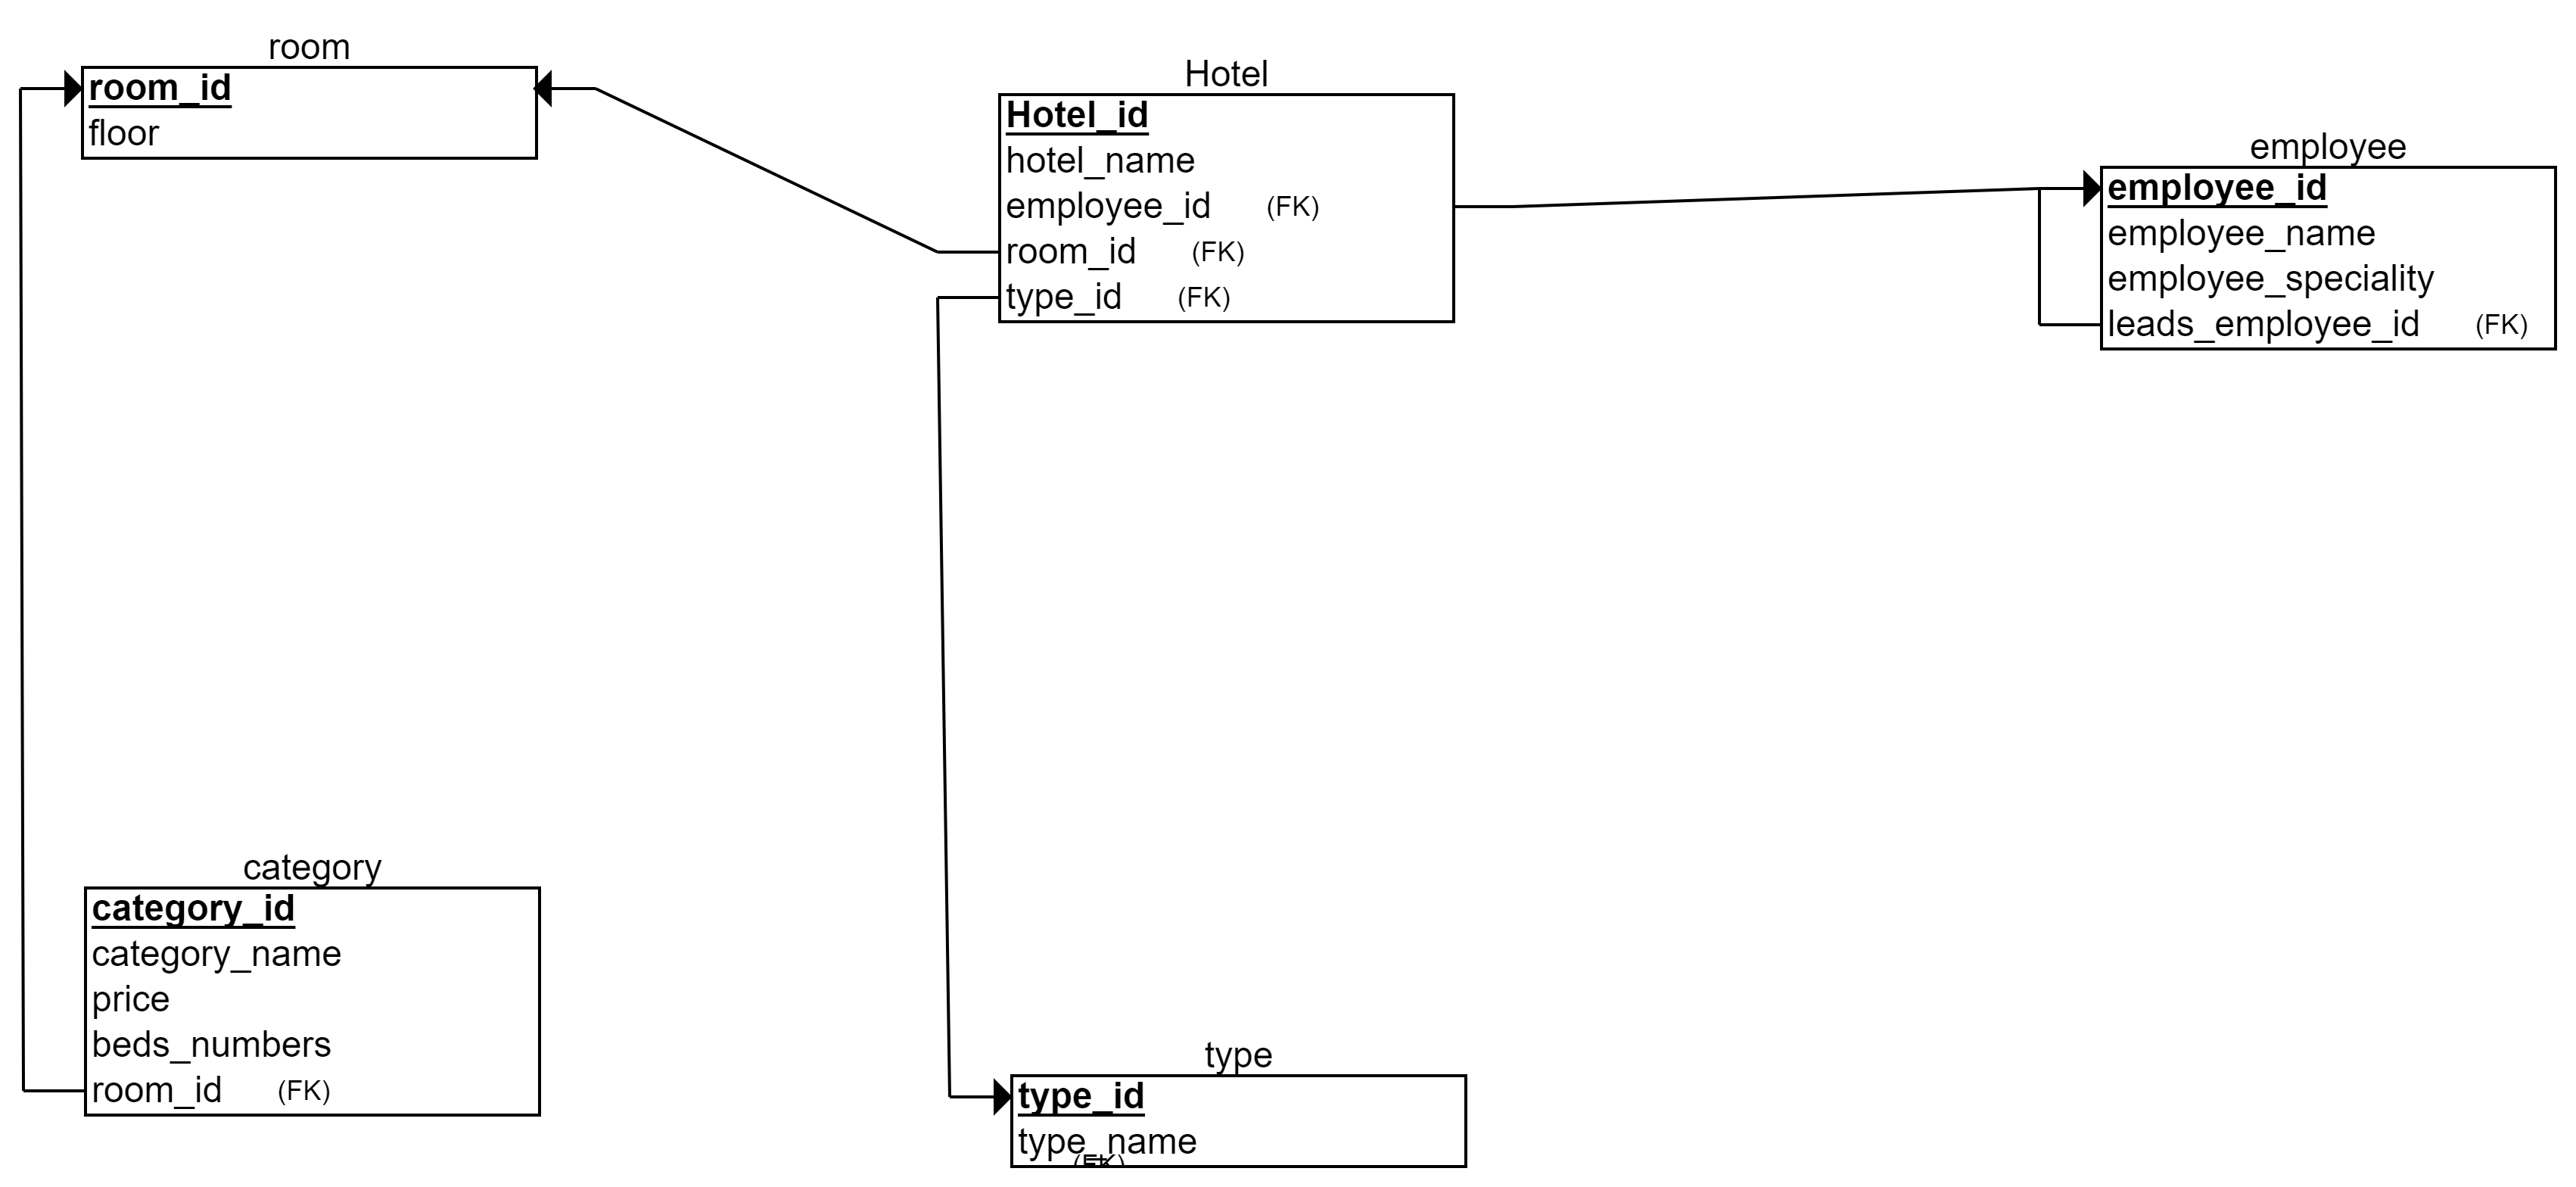 room
room_id
floor
Hotel
Hotel_id
hotel_name
employee_id (FK)
room_id (FK)
type_id (FK)
employee
employee_id
employee_name
employee_speciality
leads_employee_id (FK)
category
category_id
category_name
price
beds_numbers
room_id (FK)
type
type_id
type_name
(FK)